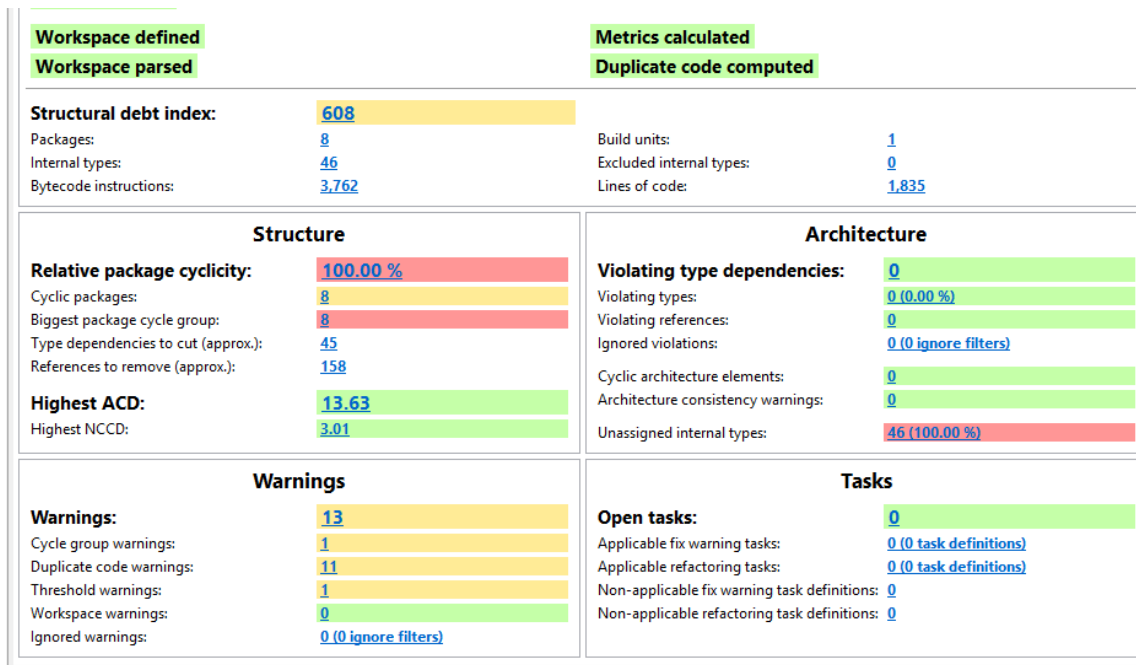 Workspace defined
Metrics calculated
Workspace parsed
Duplicate code computed
Structural debt index: 608
Packages: 8
Build units: 1
Internal types: 46
Excluded internal types: 0
Bytecode instructions: 3,762
Lines of code: 1,835
Structure
Relative package cyclicity: 100.00 %
Cyclic packages: 8
Biggest package cycle group: 8
Type dependencies to cut (approx.): 45
References to remove (approx.): 158
Highest ACD: 13.63
Highest NCCD: 3.01
Architecture
Violating type dependencies: 0
Violating types: 0 (0.00 %)
Violating references: 0
Ignored violations: 0 (0 ignore filters)
Cyclic architecture elements: 0
Architecture consistency warnings: 0
Unassigned internal types: 46 (100.00 %)
Warnings
Warnings: 13
Cycle group warnings: 1
Duplicate code warnings: 11
Threshold warnings: 1
Workspace warnings: 0
Ignored warnings: 0 (0 ignore filters)
Tasks
Open tasks: 0
Applicable fix warning tasks: 0 (0 task definitions)
Applicable refactoring tasks: 0 (0 task definitions)
Non-applicable fix warning task definitions: 0
Non-applicable refactoring task definitions: 0